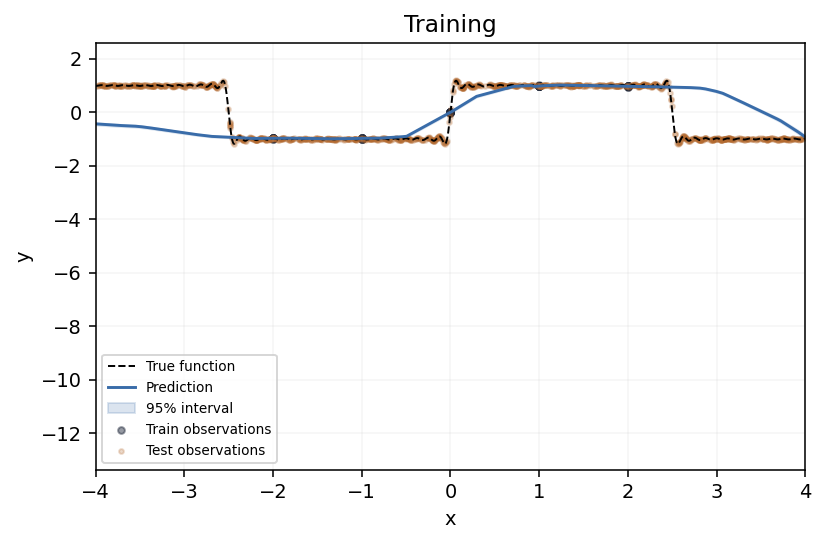 Training
2
0
−2
−4
−6
−8
−10
−12
y
True function
Prediction
95% interval
Train observations
Test observations
−4 −3 −2 −1 0 1 2 3 4
x